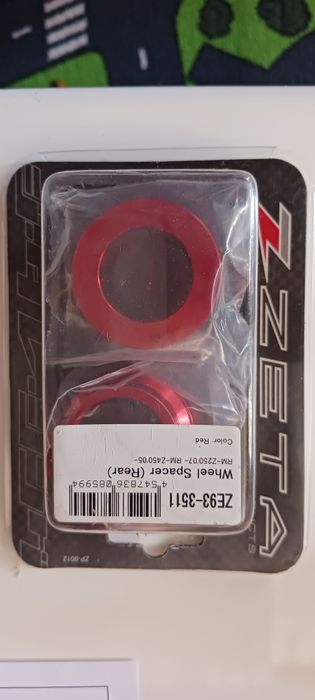 ZETA
ZE93-3511
4 547836 085994
Wheel Spacer (Rear)
RM-Z250'07- RM-Z450'05-
Color: Red
ZP-9012